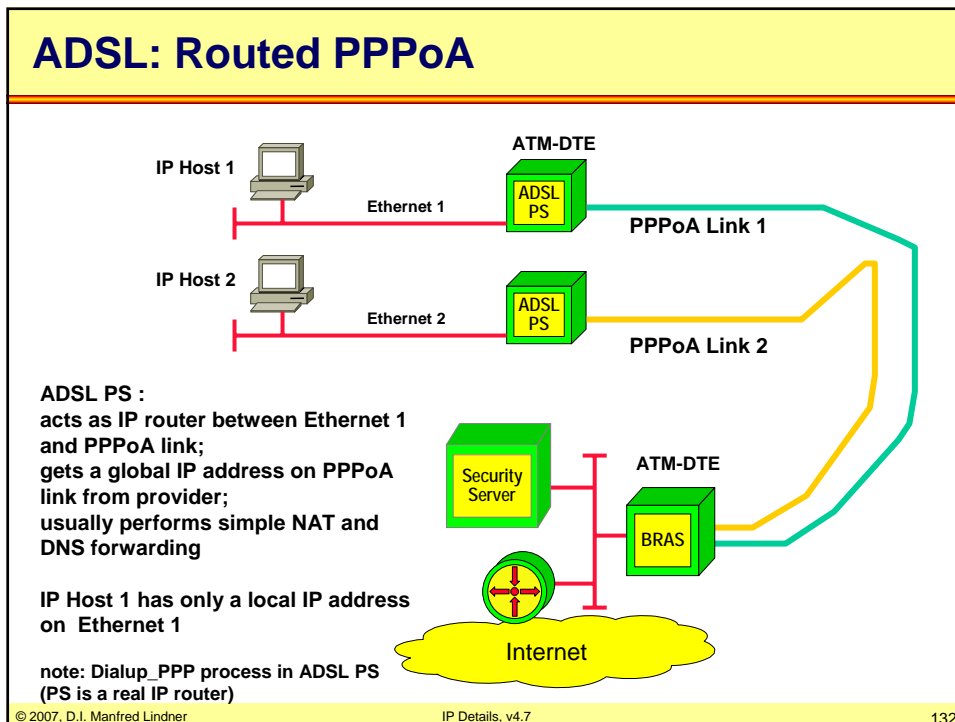 ADSL: Routed PPPoA
ATM-DTE
IP Host 1
ADSL
PS
Ethernet 1
PPPoA Link 1
IP Host 2
ADSL
PS
Ethernet 2
PPPoA Link 2
ADSL PS :
acts as IP router between Ethernet 1
and PPPoA link;
gets a global IP address on PPPoA
link from provider;
usually performs simple NAT and
DNS forwarding
IP Host 1 has only a local IP address
on Ethernet 1
note: Dialup_PPP process in ADSL PS
(PS is a real IP router)
Security
Server
ATM-DTE
BRAS
Internet
© 2007, D.I. Manfred Lindner
IP Details, v4.7
132